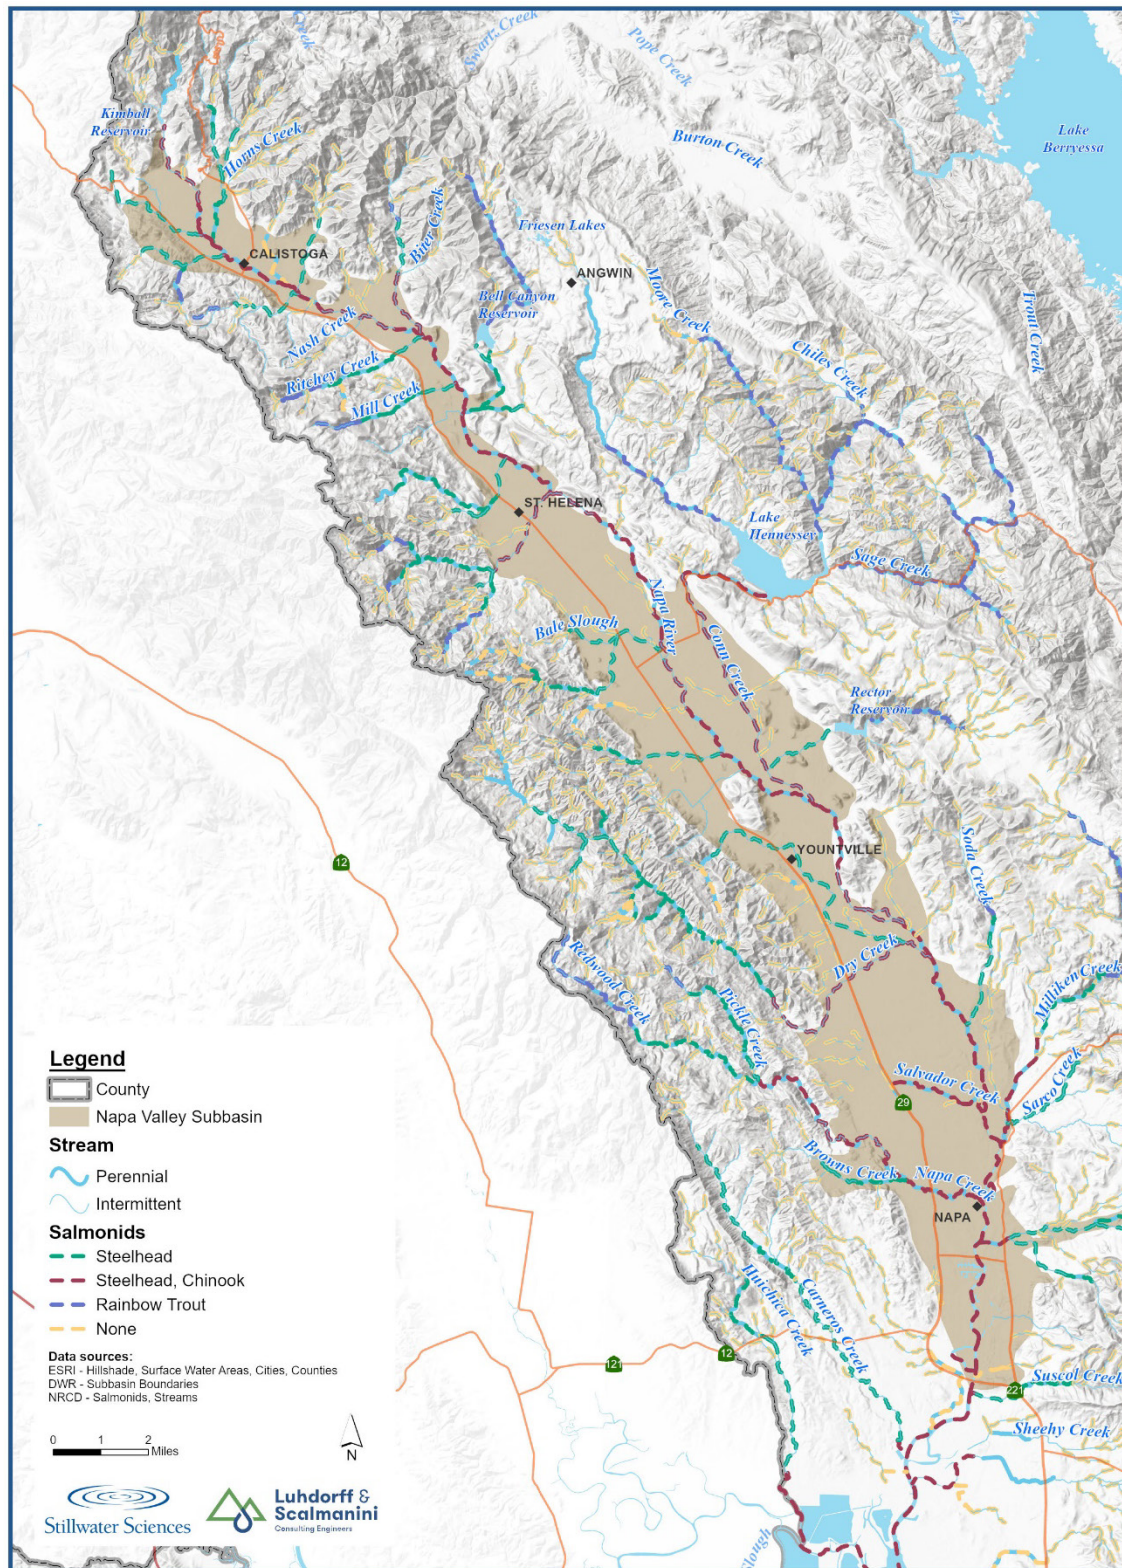 Creek
Swartz Creek
Pope Creek
Creek
Kimball
Reservoir
Horns Creek
Burton Creek
Lake
Berryessa
Biter Creek
Friesen Lakes
CALISTOGA
ANGWIN
Bell Canyon
Reservoir
Moore Creek
Trout Creek
Nash Creek
Chiles Creek
Ritchey Creek
Mill Creek
ST. HELENA
Lake
Hennessey
Sage Creek
Napa River
Bale Slough
Conn Creek
Rector
Reservoir
12
YOUNTVILLE
Soda Creek
Redwood Creek
Dry Creek
Milliken Creek
Pickle Creek
Salvador Creek
Sarco Creek
29
Browns Creek
Napa Creek
NAPA
Huichica Creek
Carneros Creek
12
121
Suscol Creek
221
Sheehy Creek
Slough
Legend
County
Napa Valley Subbasin
Stream
Perennial
Intermittent
Salmonids
Steelhead
Steelhead, Chinook
Rainbow Trout
None
Data sources:
ESRI - Hillshade, Surface Water Areas, Cities, Counties
DWR - Subbasin Boundaries
NRCD - Salmonids, Streams
0 1 2
Miles
N
Stillwater Sciences
Luhdorff &
Scalmanini
Consulting Engineers